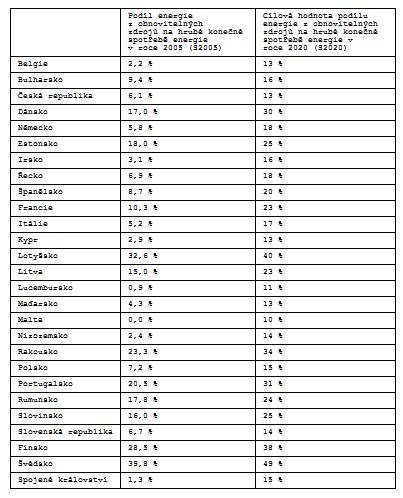 Podíl energie
z obnovitelných
zdrojů na hrubé konečné
spotřebě energie
v roce 2005 (S2005)
Cílová hodnota podílu
energie z obnovitelných
zdrojů na hrubé konečné
spotřebě energie v
roce 2020 (S2020)
Belgie 2,2 % 13 %
Bulharsko 9,4 % 16 %
Česká republika 6,1 % 13 %
Dánsko 17,0 % 30 %
Německo 5,8 % 18 %
Estonsko 18,0 % 25 %
Irsko 3,1 % 16 %
Řecko 6,9 % 18 %
Španělsko 8,7 % 20 %
Francie 10,3 % 23 %
Itálie 5,2 % 17 %
Kypr 2,9 % 13 %
Lotyšsko 32,6 % 40 %
Litva 15,0 % 23 %
Lucembursko 0,9 % 11 %
Maďarsko 4,3 % 13 %
Malta 0,0 % 10 %
Nizozemsko 2,4 % 14 %
Rakousko 23,3 % 34 %
Polsko 7,2 % 15 %
Portugalsko 20,5 % 31 %
Rumunsko 17,8 % 24 %
Slovinsko 16,0 % 25 %
Slovenská republika 6,7 % 14 %
Finsko 28,5 % 38 %
Švédsko 39,8 % 49 %
Spojené království 1,3 % 15 %